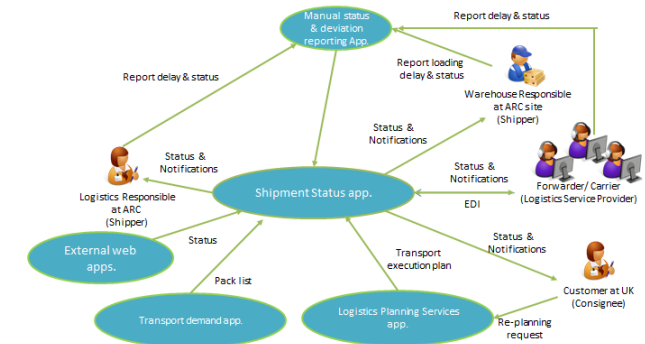 Manual status
& deviation
reporting App.
Report delay & status
Report loading
delay & status
Report delay & status
Warehouse Responsible
at ARC site
(Shipper)
Status &
Notifications
Status &
Notifications
Status &
Notifications
Logistics Responsible
at ARC
(Shipper)
Shipment Status app.
EDI
Forwarder/ Carrier
(Logistics Service Provider)
External web
apps.
Status
Pack list
Transport
execution plan
Status &
Notifications
Customer at UK
(Consignee)
Transport demand app.
Logistics Planning Services
app.
Re-planning
request